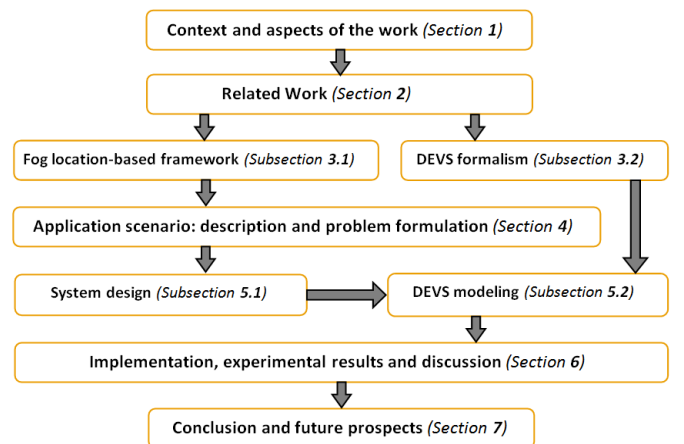 Context and aspects of the work (Section 1)
Related Work (Section 2)
Fog location-based framework (Subsection 3.1)
DEVS formalism (Subsection 3.2)
Application scenario: description and problem formulation (Section 4)
System design (Subsection 5.1)
DEVS modeling (Subsection 5.2)
Implementation, experimental results and discussion (Section 6)
Conclusion and future prospects (Section 7)